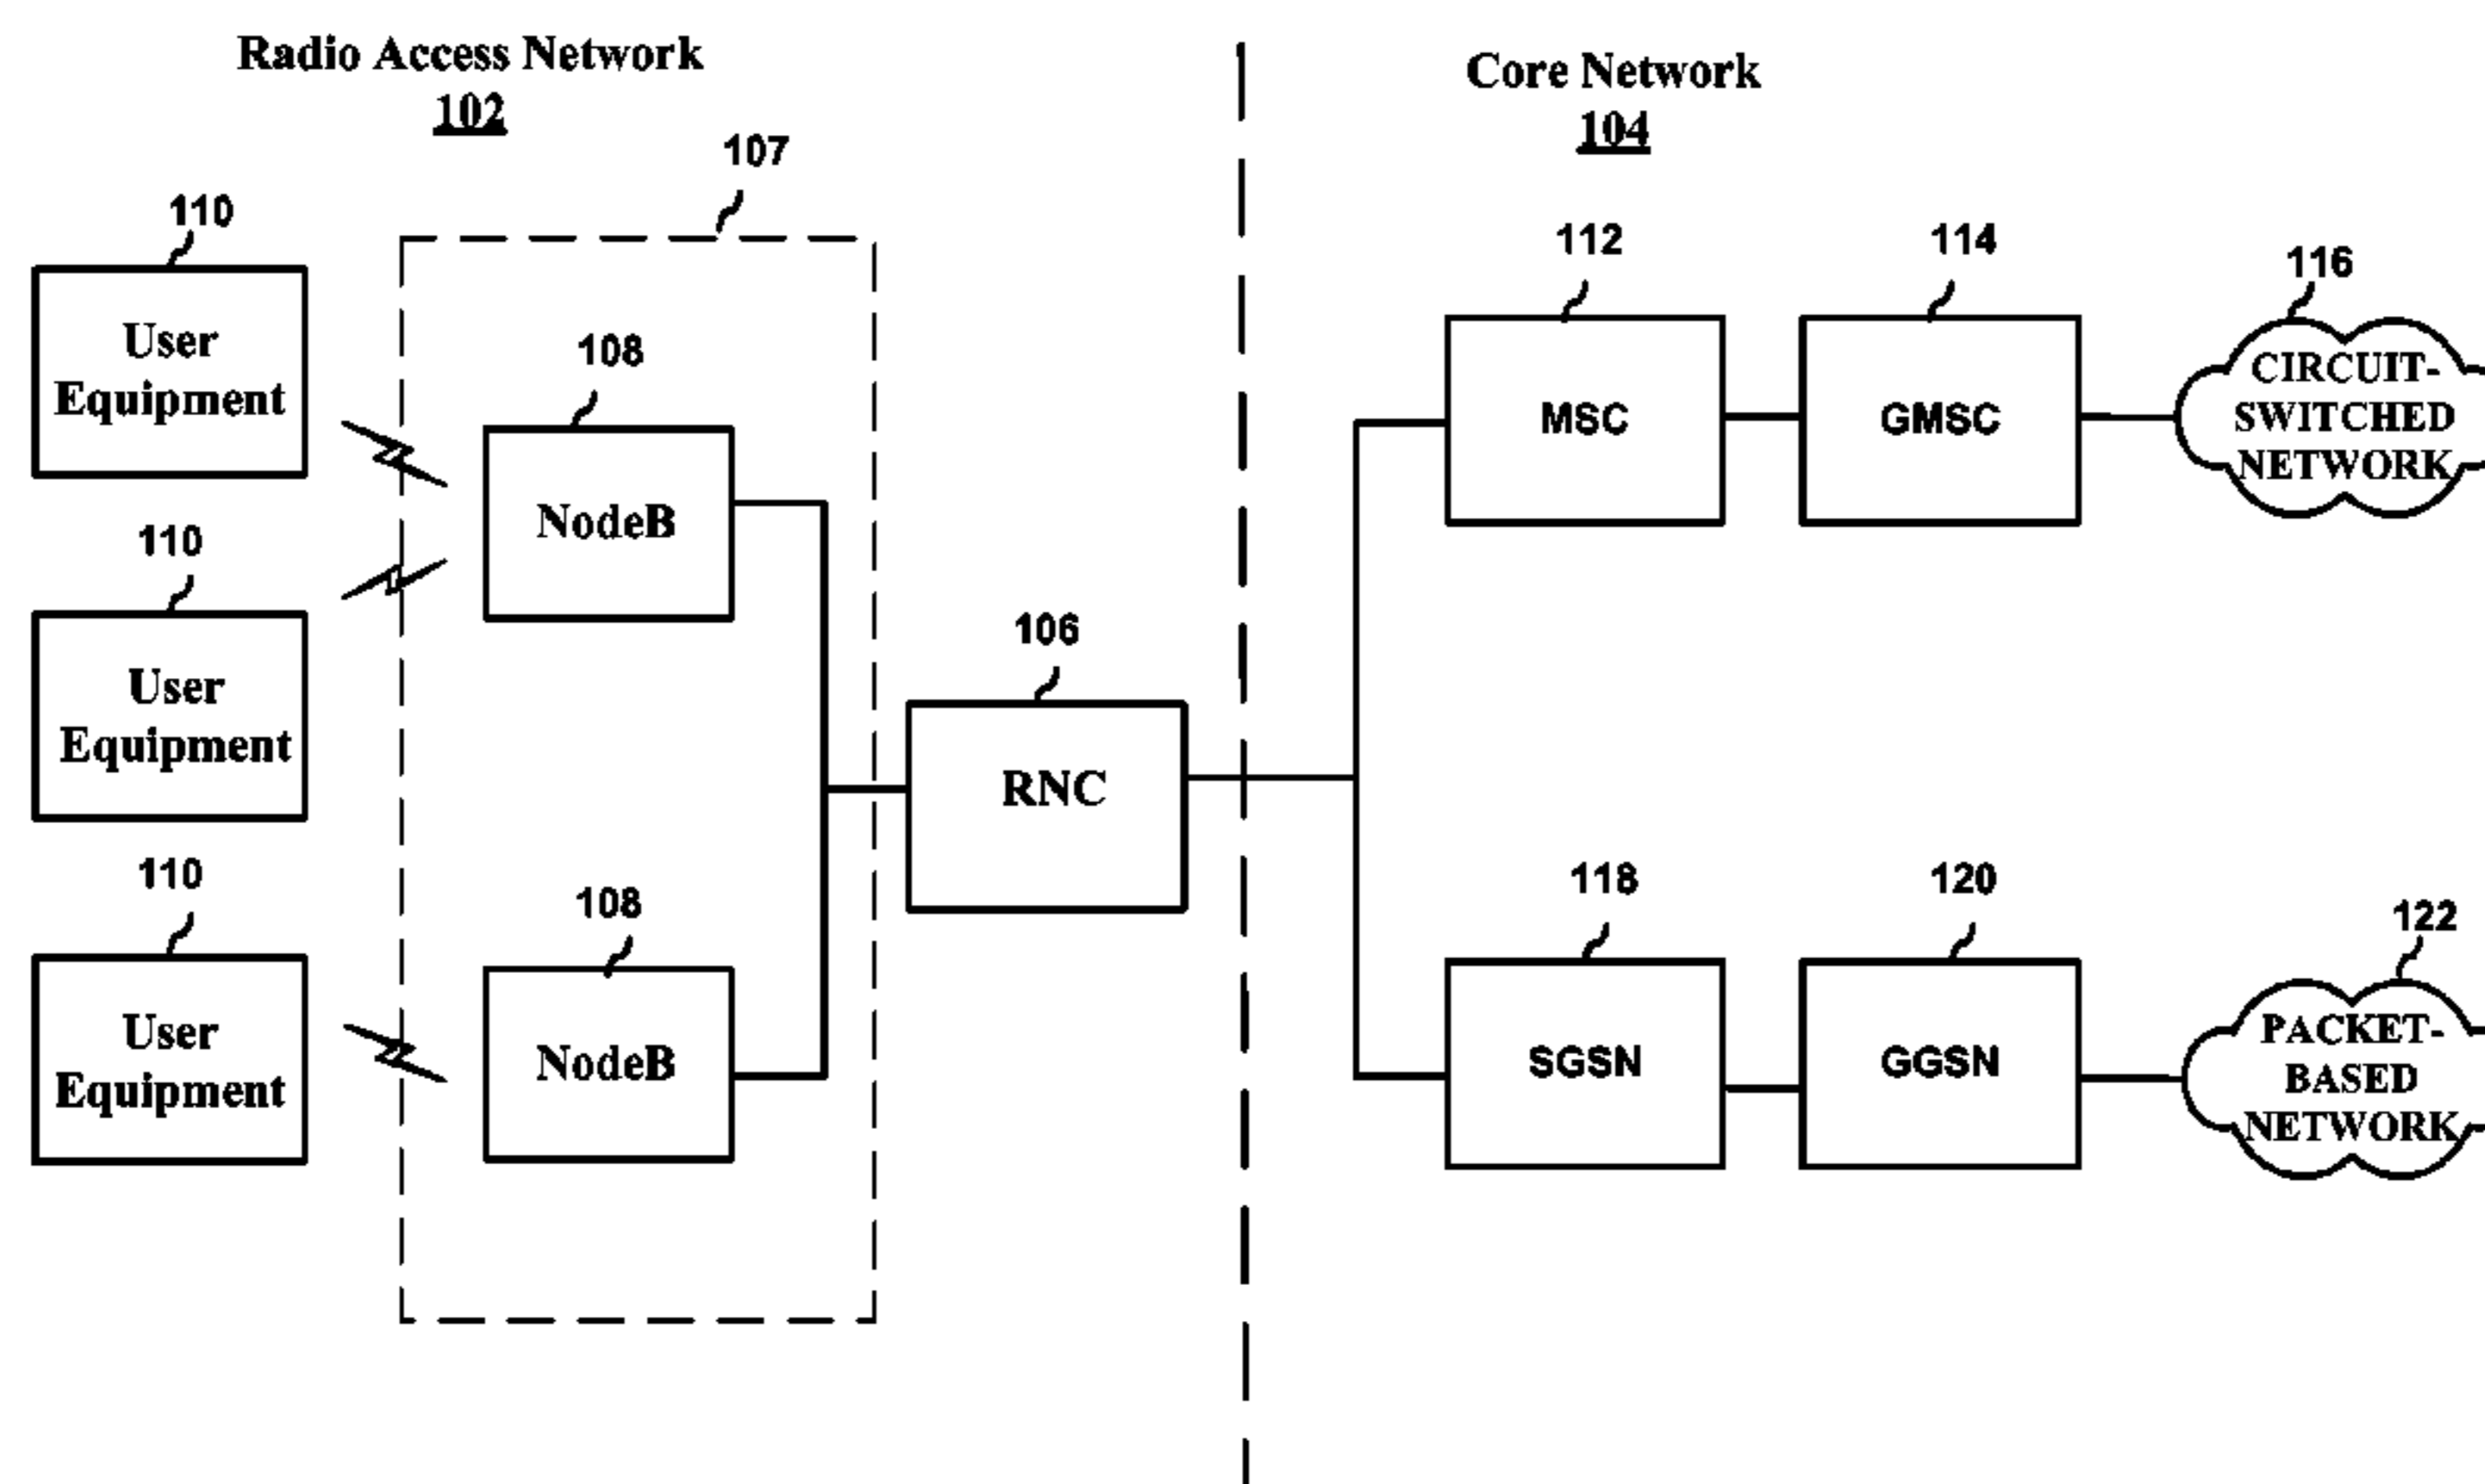 Radio Access Network
102
Core Network
104
107
110
User
Equipment
108
NodeB
110
User
Equipment
106
RNC
110
User
Equipment
108
NodeB
112
MSC
114
GMSC
116
CIRCUIT-
SWITCHED
NETWORK
118
SGSN
120
GGSN
122
PACKET-
BASED
NETWORK